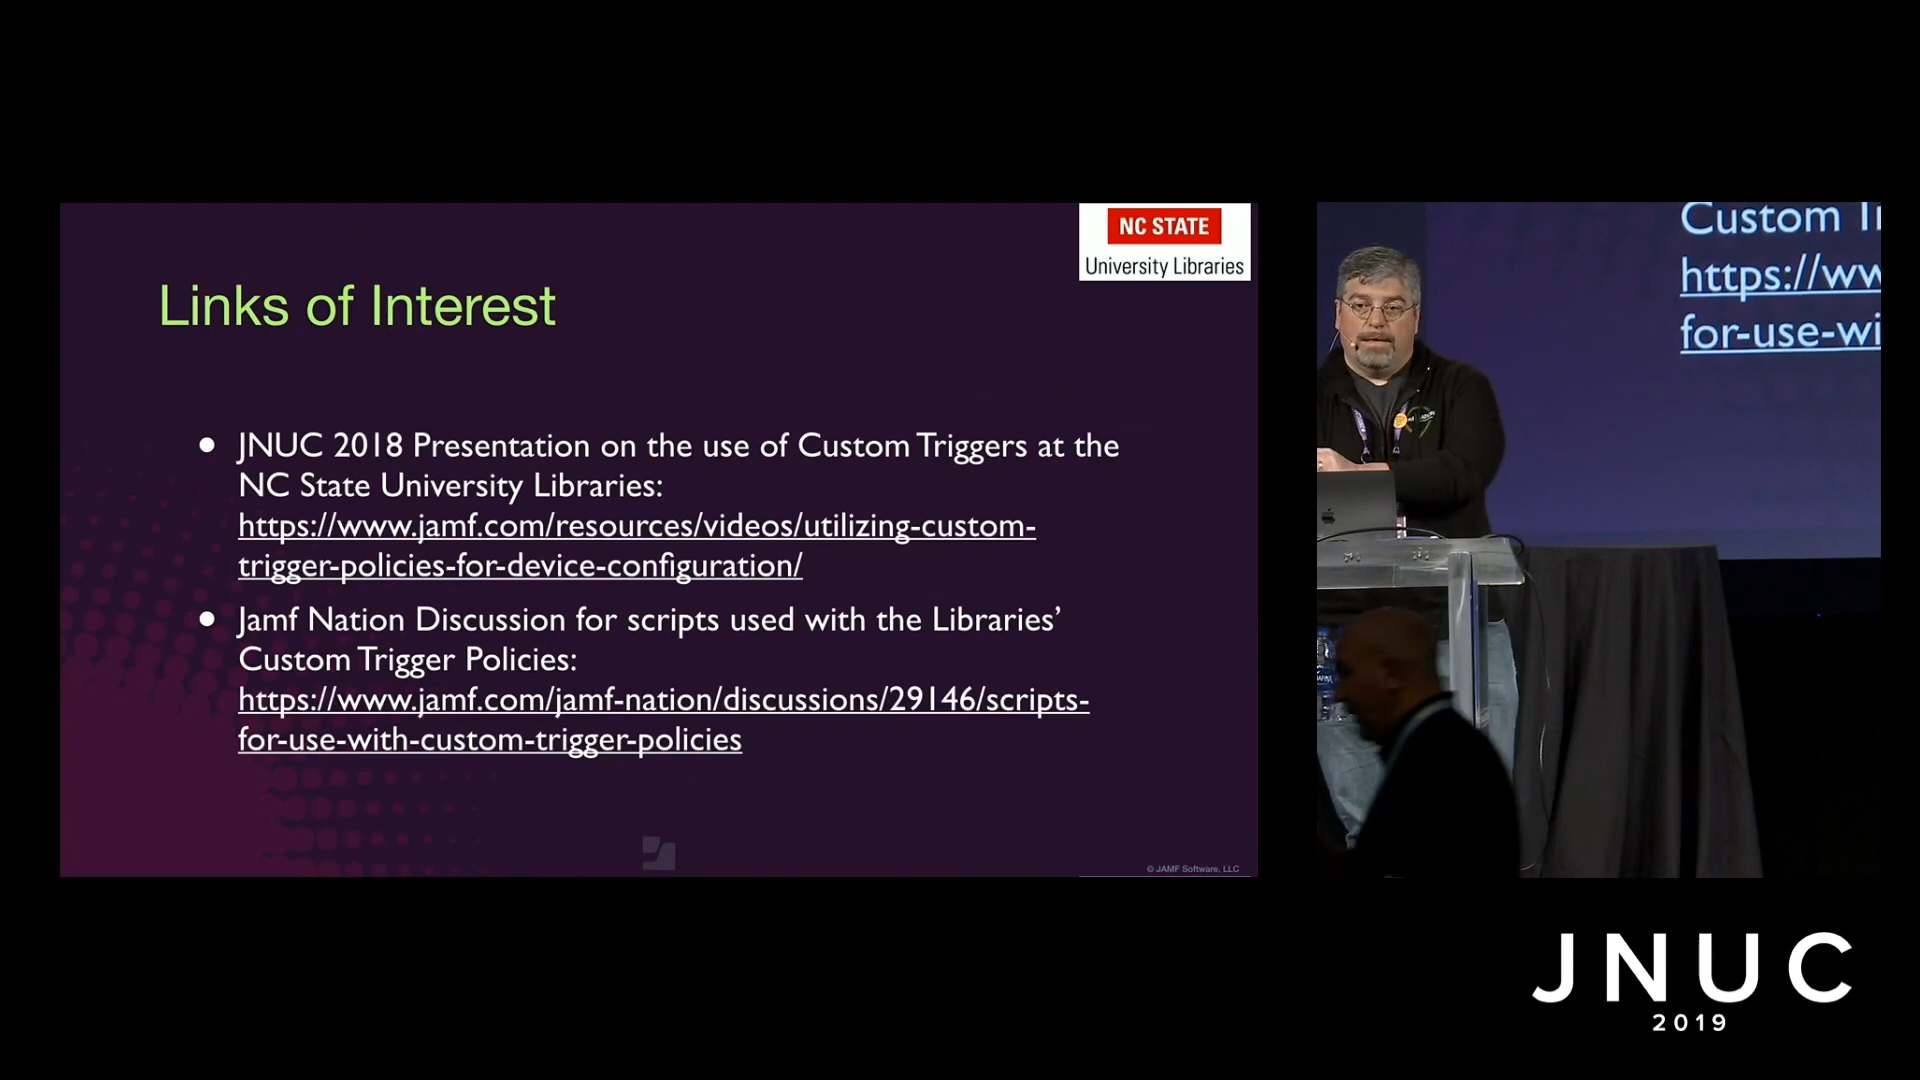 NC STATE
University Libraries
Links of Interest
• JNUC 2018 Presentation on the use of Custom Triggers at the
NC State University Libraries:
https://www.jamf.com/resources/videos/utilizing-custom-
trigger-policies-for-device-configuration/
• Jamf Nation Discussion for scripts used with the Libraries’
Custom Trigger Policies:
https://www.jamf.com/jamf-nation/discussions/29146/scripts-
for-use-with-custom-trigger-policies
© JAMF Software, LLC
Custom
https://ww
for-use-wi
JNUC
2019